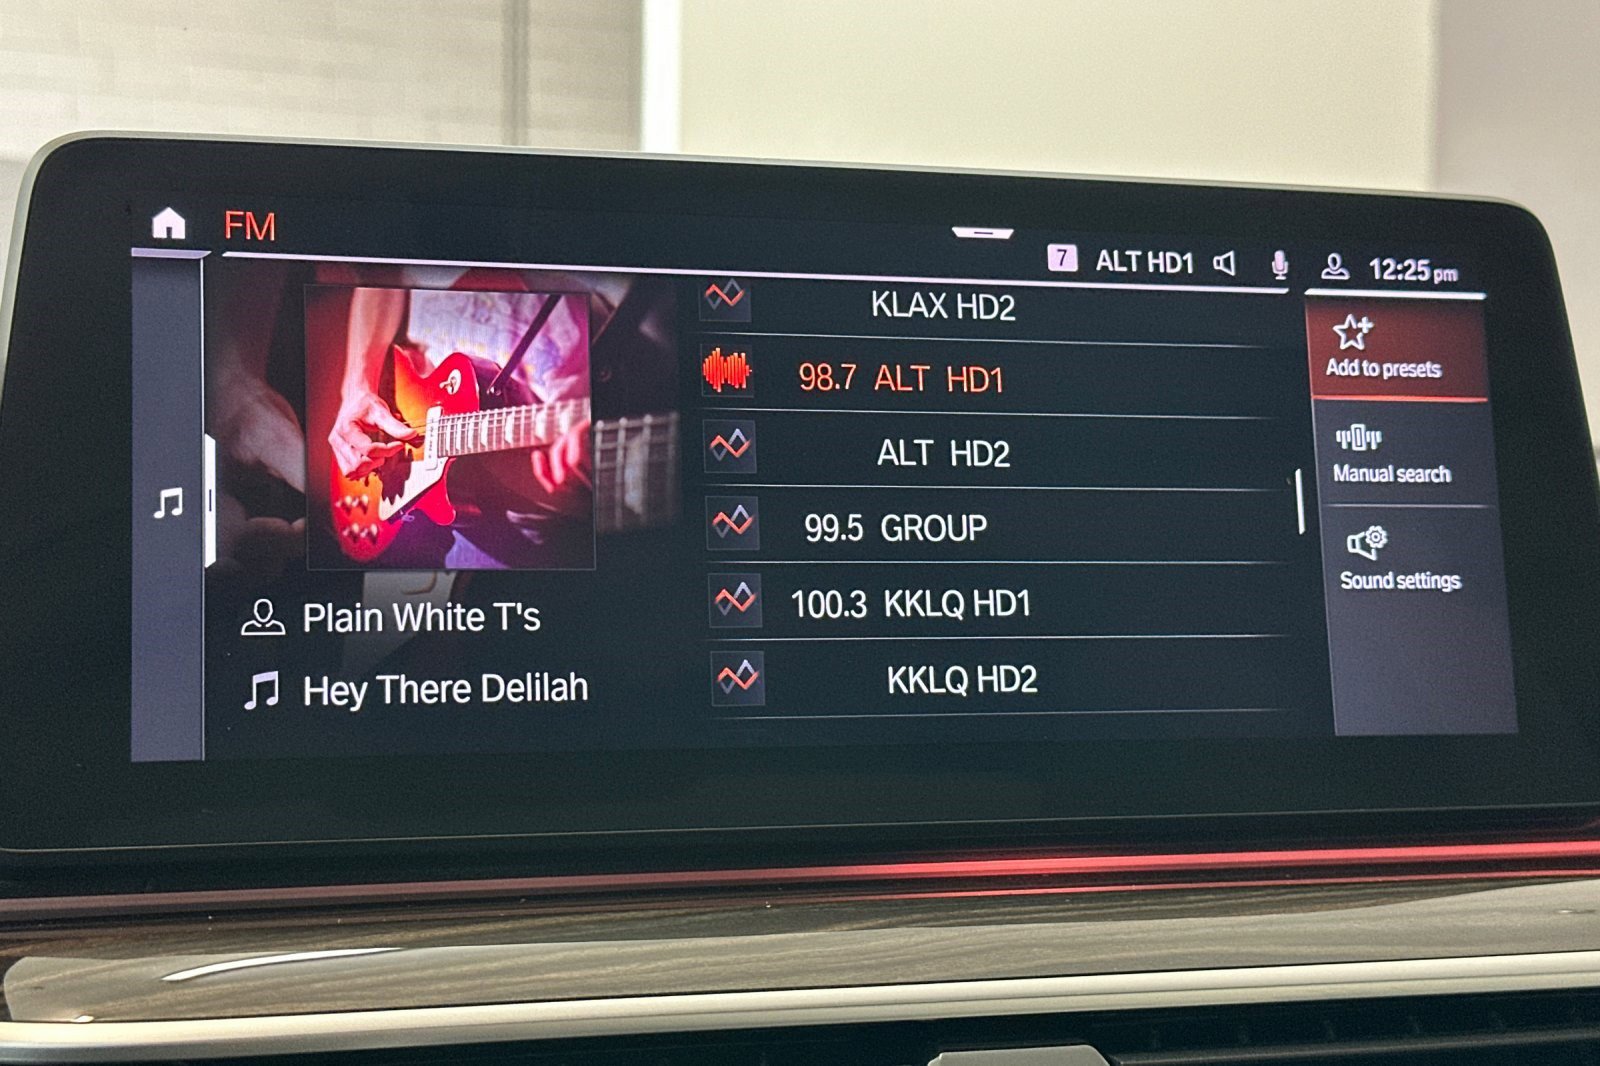 FM
7 ALT HD1
12:25 pm
KLAX HD2
98.7 ALT HD1
ALT HD2
99.5 GROUP
100.3 KKLQ HD1
KKLQ HD2
Plain White T's
Hey There Delilah
Add to presets
Manual search
Sound settings